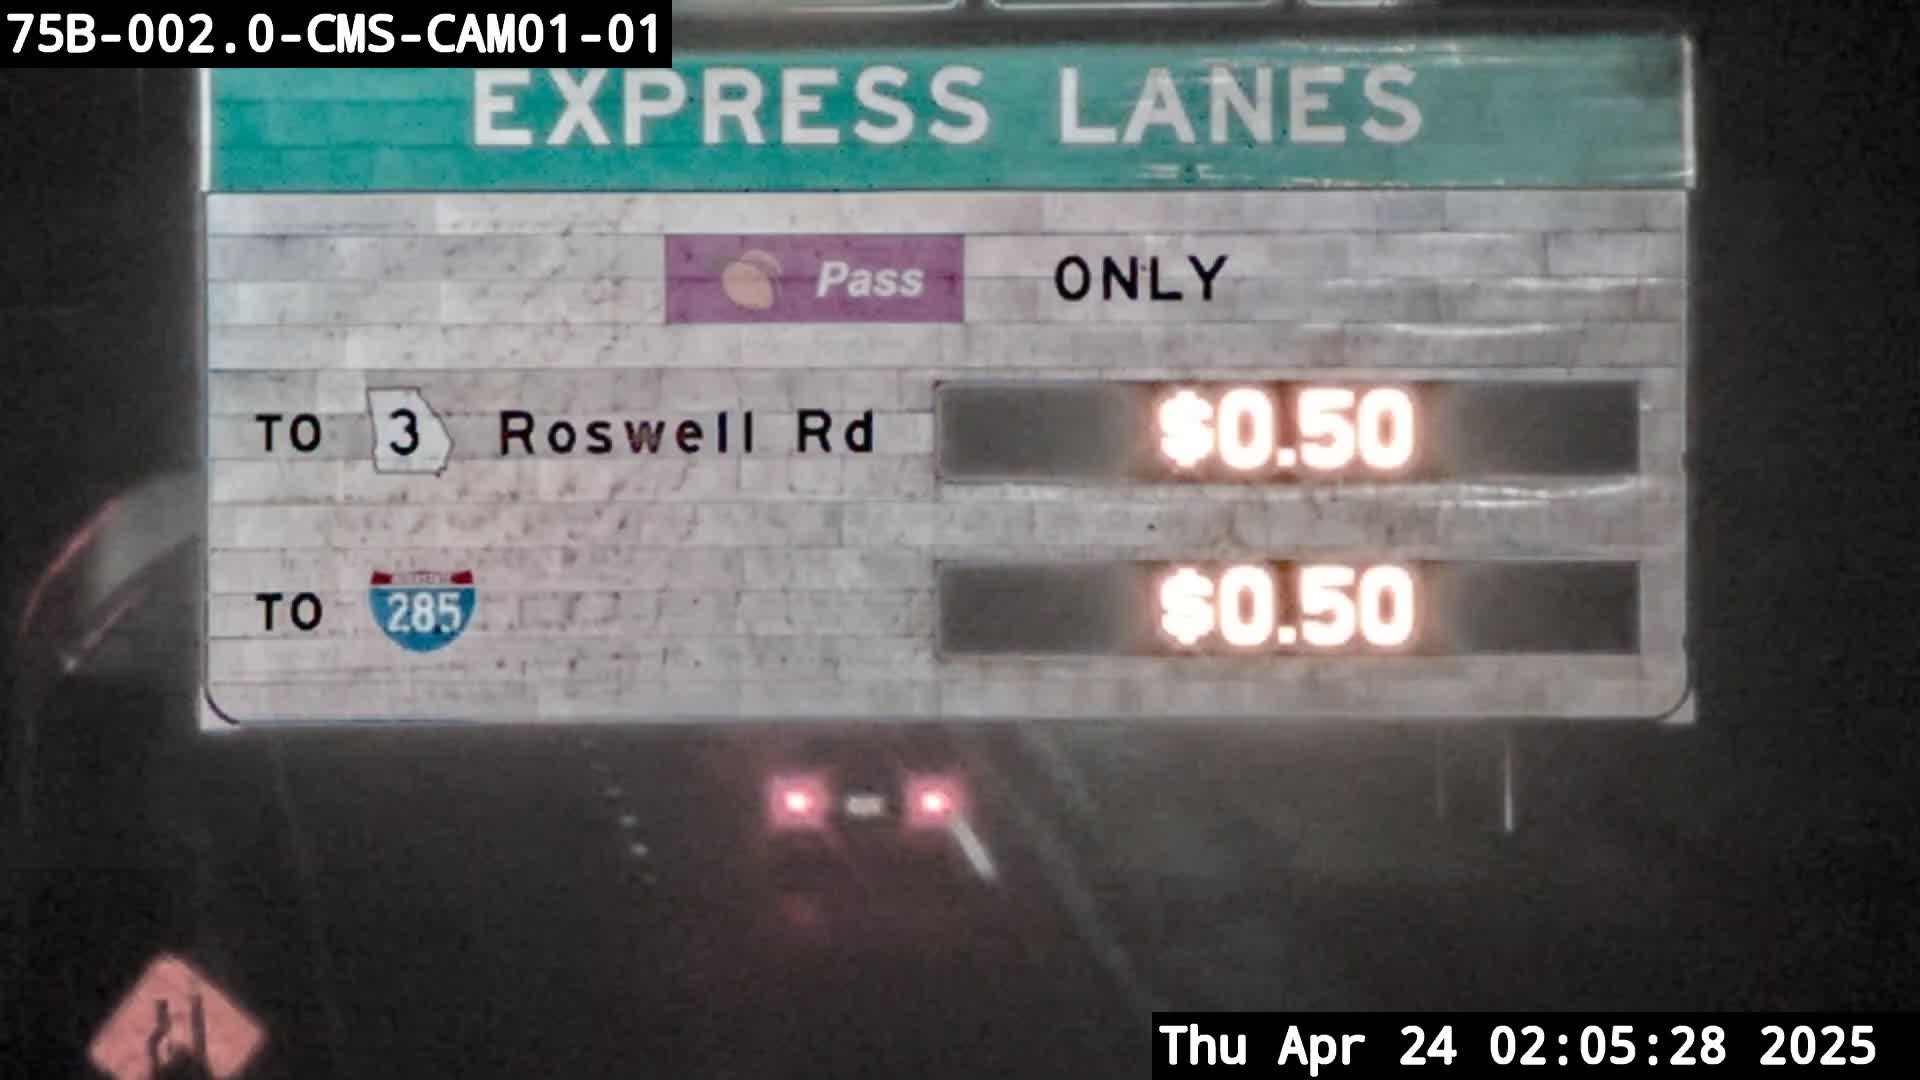 75B-002.0-CMS-CAM01-01
EXPRESS LANES
Pass ONLY
TO 3 Roswell Rd $0.50
TO 285 $0.50
Thu Apr 24 02:05:28 2025